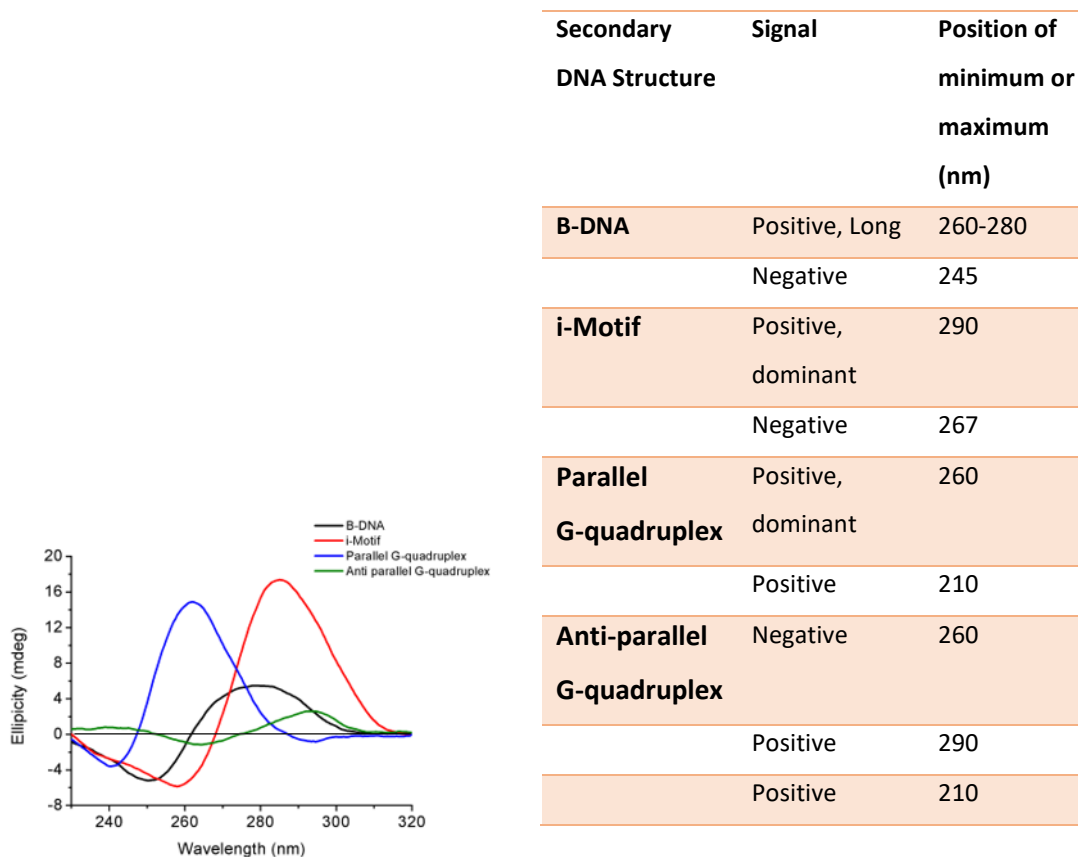 B-DNA
i-Motif
Parallel G-quadruplex
Anti parallel G-quadruplex
20
16
12
8
4
0
-4
-8
Ellipicity (mdeg)
240 260 280 300 320
Wavelength (nm)
Secondary Signal Position of
DNA Structure minimum or
maximum
(nm)
B-DNA Positive, Long 260-280
Negative 245
i-Motif Positive, 290
dominant
Negative 267
Parallel Positive, 260
G-quadruplex dominant
Positive 210
Anti-parallel Negative 260
G-quadruplex
Positive 290
Positive 210